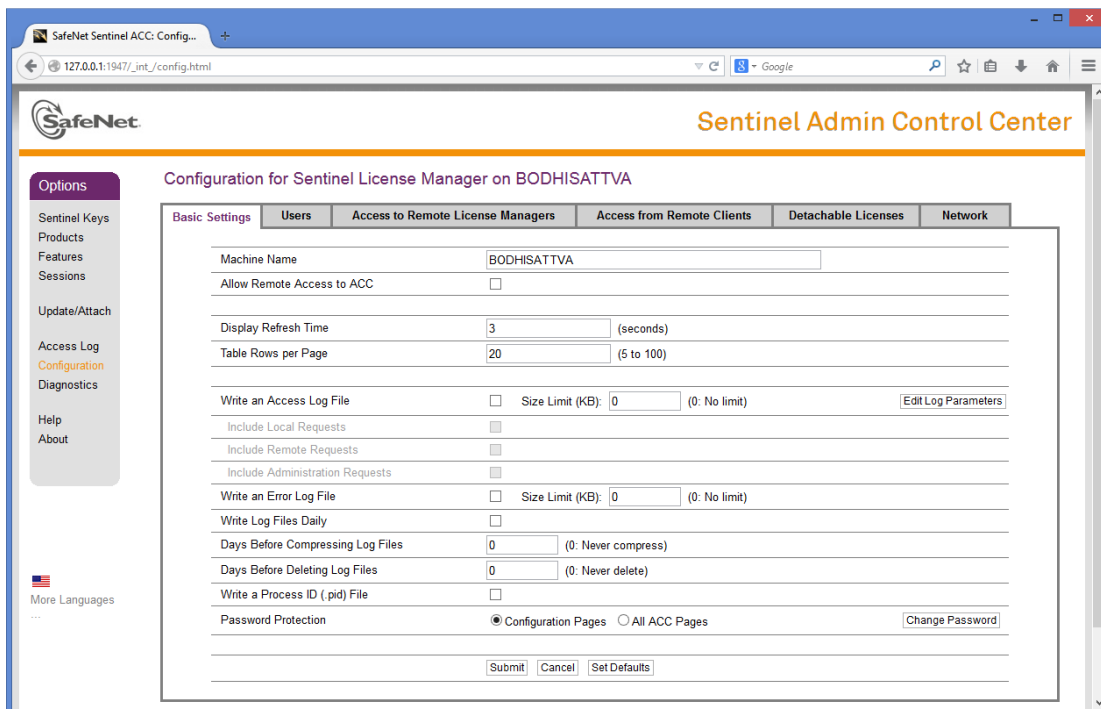 SafeNet Sentinel ACC: Config...
127.0.0.1:1947/_int_/config.html
8 Google
SafeNet.
Sentinel Admin Control Center
Options
Sentinel Keys
Products
Features
Sessions
Update/Attach
Access Log
Configuration
Diagnostics
Help
About
More Languages
...
Configuration for Sentinel License Manager on BODHISATTVA
Basic Settings Users Access to Remote License Managers Access from Remote Clients Detachable Licenses Network
Machine Name BODHISATTVA
Allow Remote Access to ACC
Display Refresh Time 3 (seconds)
Table Rows per Page 20 (5 to 100)
Write an Access Log File Size Limit (KB): 0 (0: No limit) Edit Log Parameters
Include Local Requests
Include Remote Requests
Include Administration Requests
Write an Error Log File Size Limit (KB): 0 (0: No limit)
Write Log Files Daily
Days Before Compressing Log Files 0 (0: Never compress)
Days Before Deleting Log Files 0 (0: Never delete)
Write a Process ID (.pid) File
Password Protection Configuration Pages All ACC Pages Change Password
Submit Cancel Set Defaults